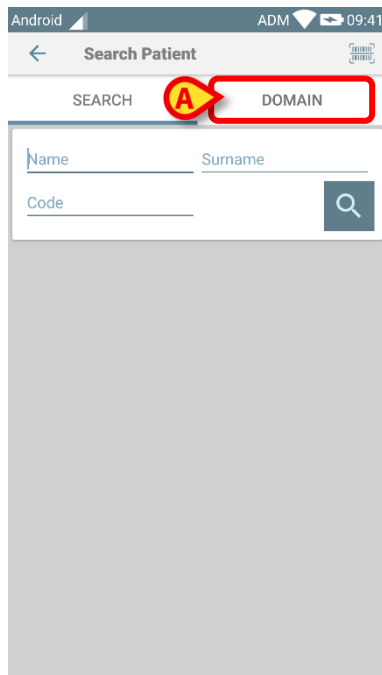 Android ADM 09:41
Search Patient
SEARCH A DOMAIN
Name Surname
Code